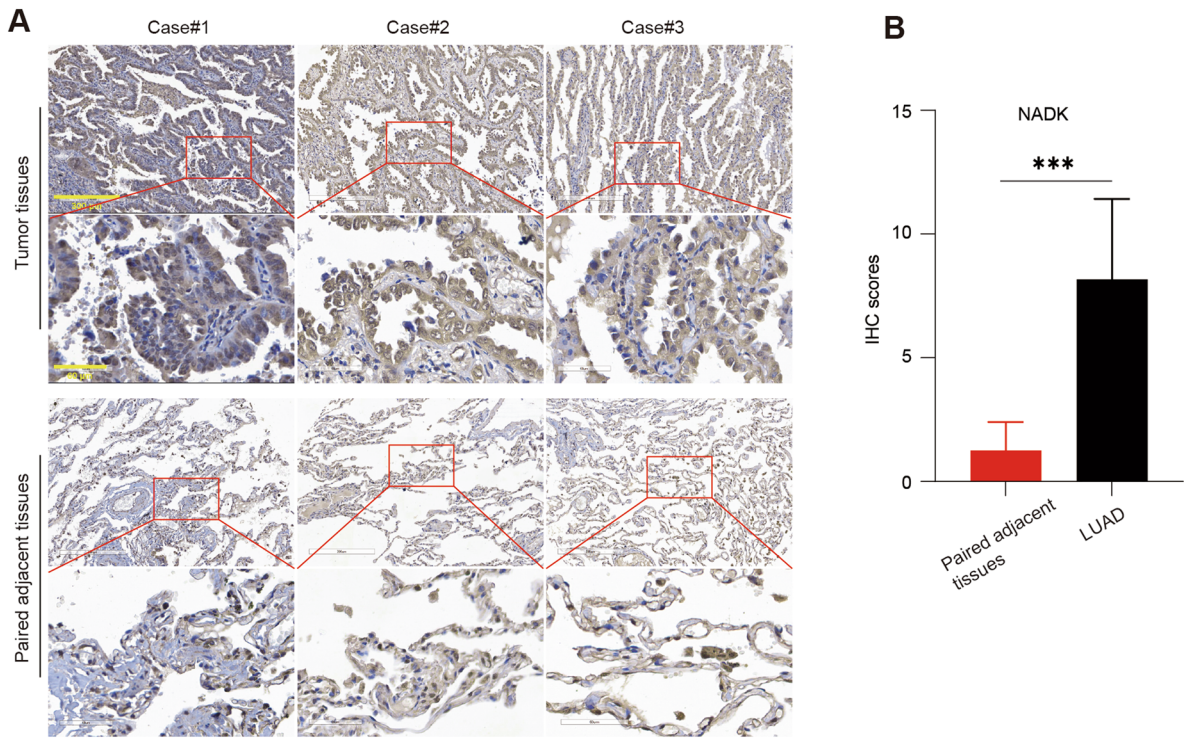 A
Case#1
Case#2
Case#3
Tumor tissues
Paired adjacent tissues
B
NADK
***
IHC scores
15
10
5
0
Paired adjacent
tissues
LUAD